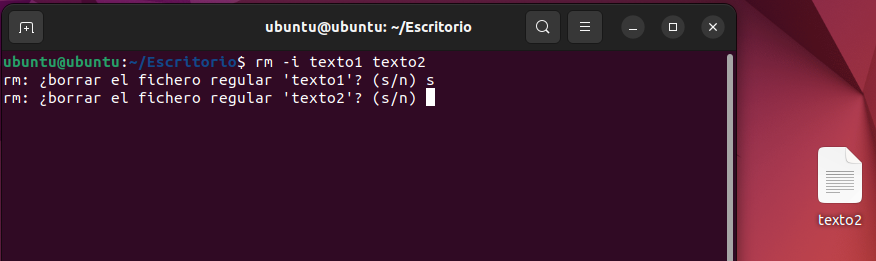 ubuntu@ubuntu: ~/Escritorio
ubuntu@ubuntu:~/Escritorio$ rm -i texto1 texto2
rm: ¿borrar el fichero regular 'texto1'? (s/n) s
rm: ¿borrar el fichero regular 'texto2'? (s/n)
texto2